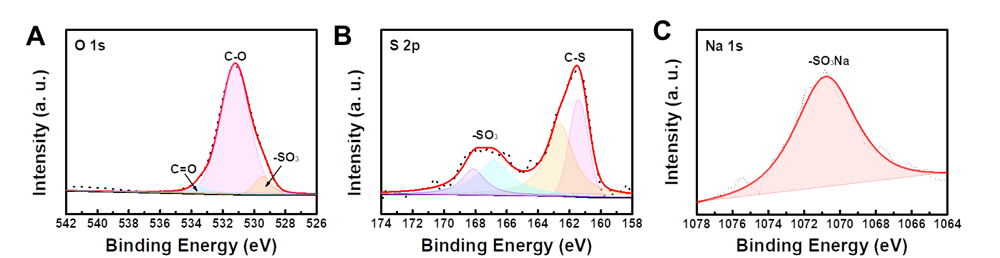 A
O 1s
C-O
C=O
-SO₃
Intensity (a. u.)
542 540 538 536 534 532 530 528 526
Binding Energy (eV)
B
S 2p
C-S
-SO₃
Intensity (a. u.)
174 172 170 168 166 164 162 160 158
Binding Energy (eV)
C
Na 1s
-SO₃Na
Intensity (a. u.)
1078 1076 1074 1072 1070 1068 1066 1064
Binding Energy (eV)